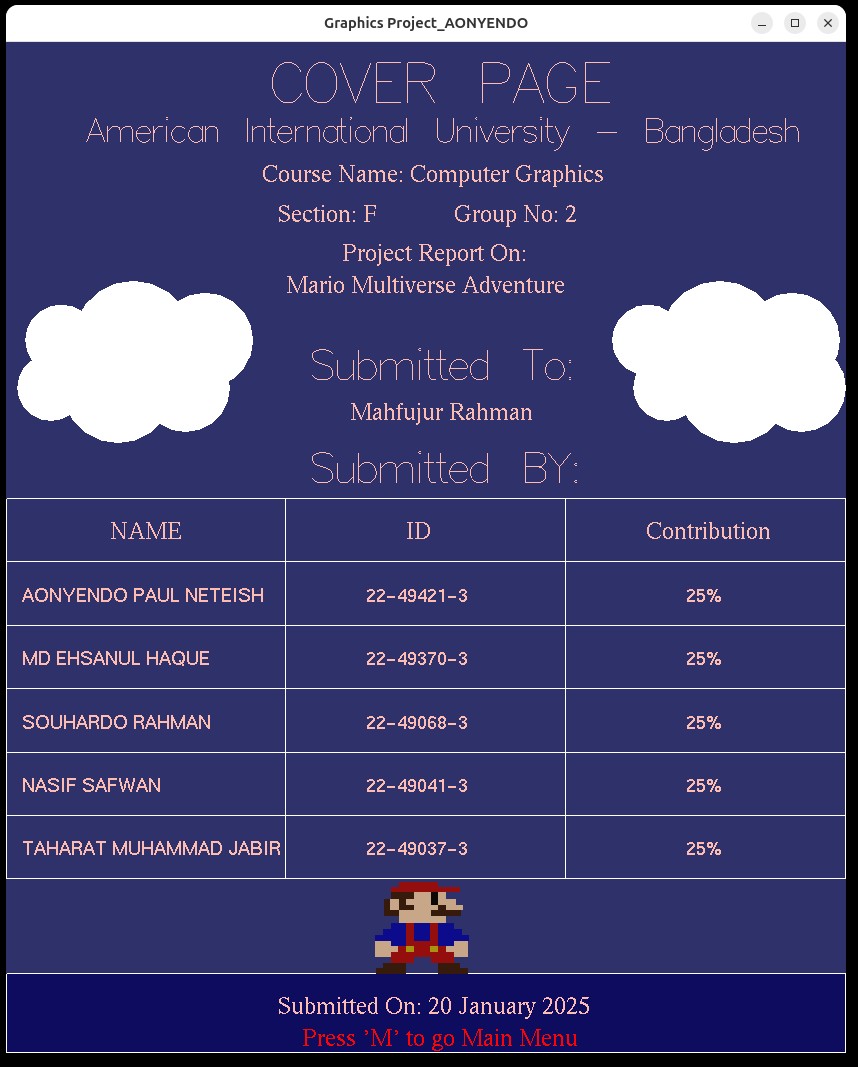 Graphics Project_AONYENDO
COVER PAGE
American International University - Bangladesh
Course Name: Computer Graphics
Section: F Group No: 2
Project Report On:
Mario Multiverse Adventure
Submitted To:
Mahfujur Rahman
Submitted BY:
NAME ID Contribution
AONYENDO PAUL NETEISH 22-49421-3 25%
MD EHSANUL HAQUE 22-49370-3 25%
SOUHARDO RAHMAN 22-49068-3 25%
NASIF SAFWAN 22-49041-3 25%
TAHARAT MUHAMMAD JABIR 22-49037-3 25%
Submitted On: 20 January 2025
Press 'M' to go Main Menu